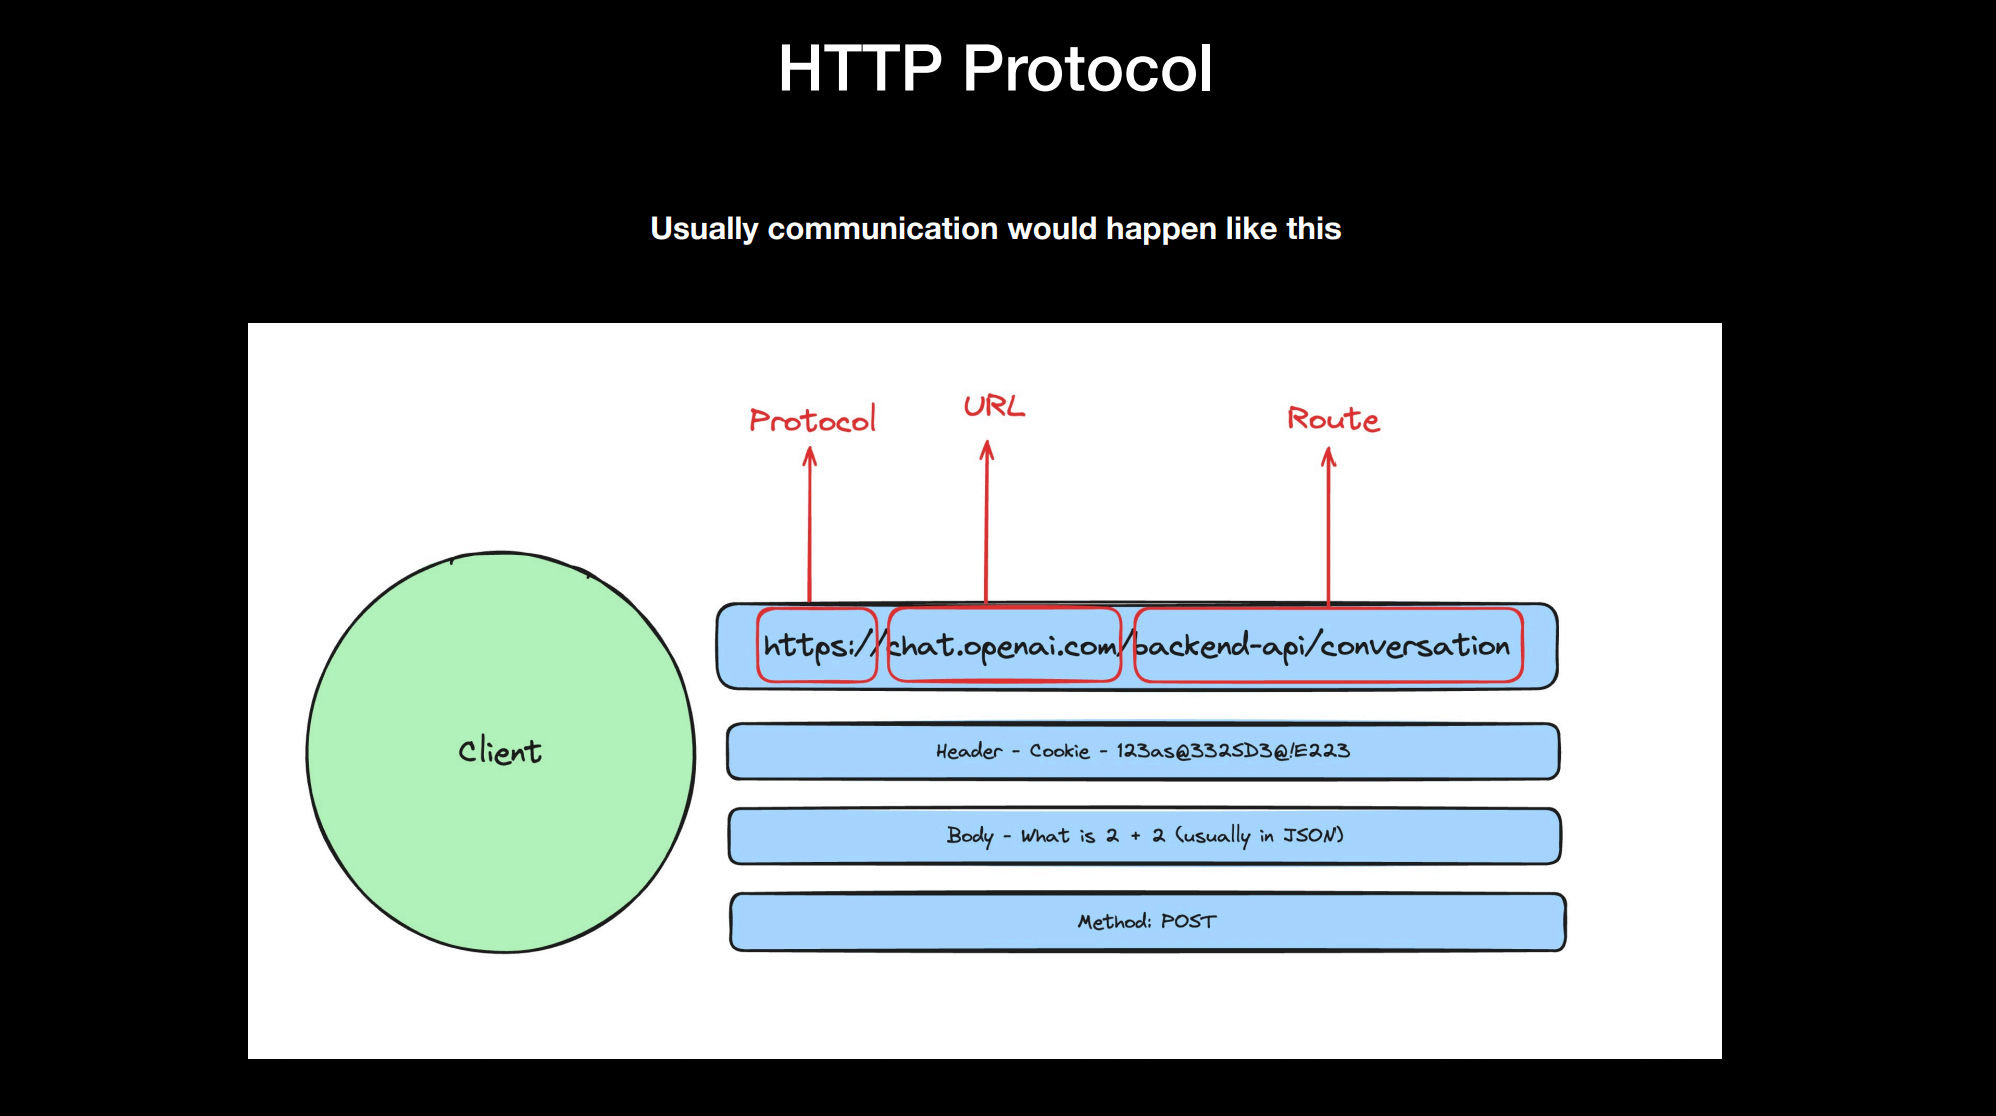 HTTP Protocol
Usually communication would happen like this
Protocol
URL
Route
https://chat.openai.com/backend-api/conversation
Client
Header - Cookie - 123as@3325D3@!E223
Body - What is 2 + 2 (usually in JSON)
Method: POST